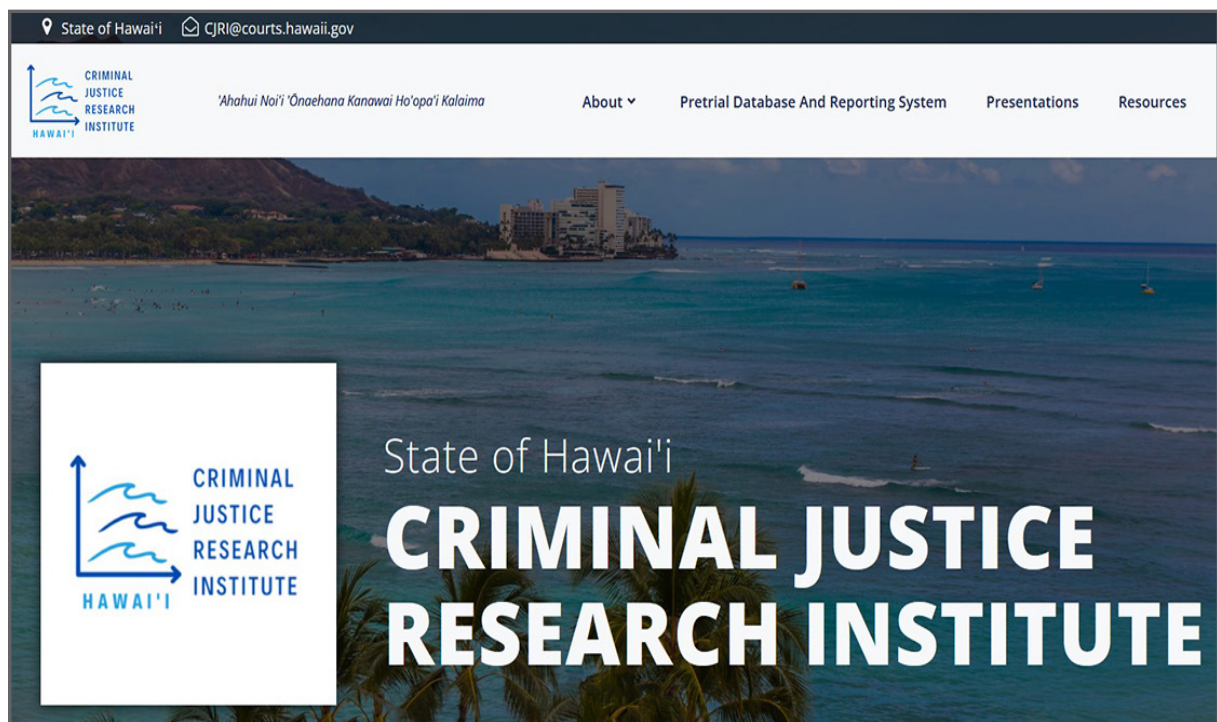 State of Hawaiʻi CJRI@courts.hawaii.gov
CRIMINAL
JUSTICE
RESEARCH
INSTITUTE
HAWAI'I
'Ahahui Noi'i 'Ōnaehana Kanawai Ho'opa'i Kalaima
About Pretrial Database And Reporting System Presentations Resources
State of Hawai'i
CRIMINAL JUSTICE
RESEARCH INSTITUTE
CRIMINAL
JUSTICE
RESEARCH
INSTITUTE
HAWAI'I